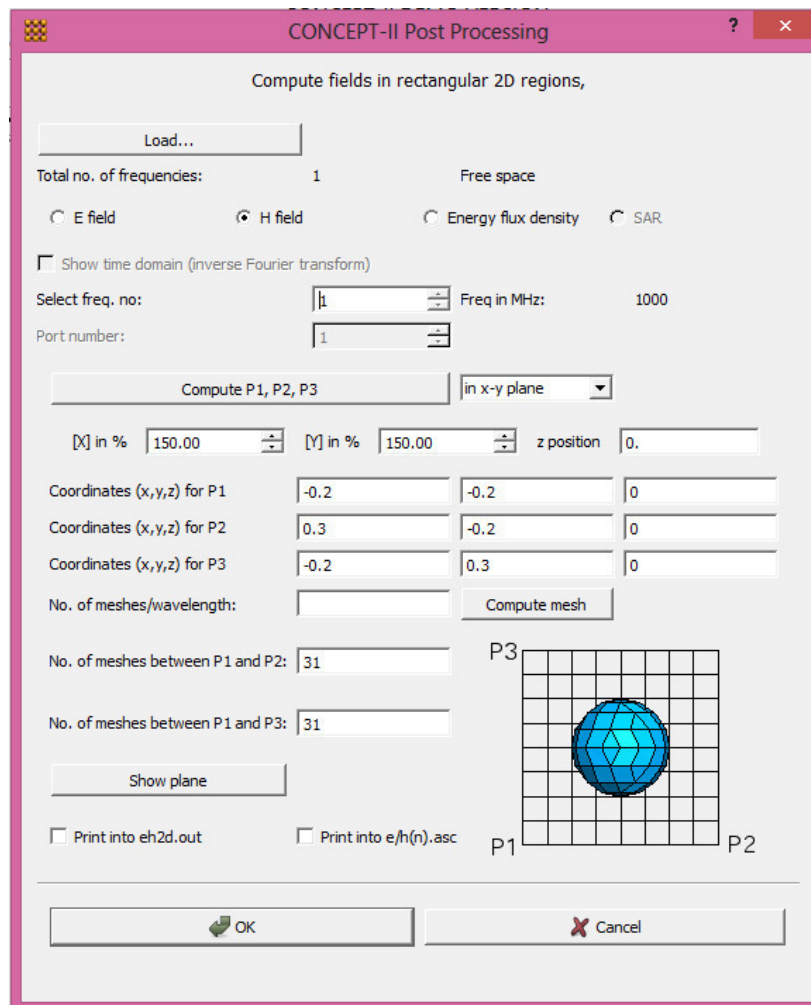 CONCEPT-II Post Processing ?
Compute fields in rectangular 2D regions,
Load...
Total no. of frequencies: 1 Free space
E field H field Energy flux density SAR
Show time domain (inverse Fourier transform)
Select freq. no: 1 Freq in MHz: 1000
Port number: 1
Compute P1, P2, P3 in x-y plane
[X] in % 150.00 [Y] in % 150.00 z position 0.
Coordinates (x,y,z) for P1 -0.2 -0.2 0
Coordinates (x,y,z) for P2 0.3 -0.2 0
Coordinates (x,y,z) for P3 -0.2 0.3 0
No. of meshes/wavelength: Compute mesh
No. of meshes between P1 and P2: 31
P3
No. of meshes between P1 and P3: 31
Show plane
Print into eh2d.out Print into e/h(n).asc
P1 P2
OK Cancel